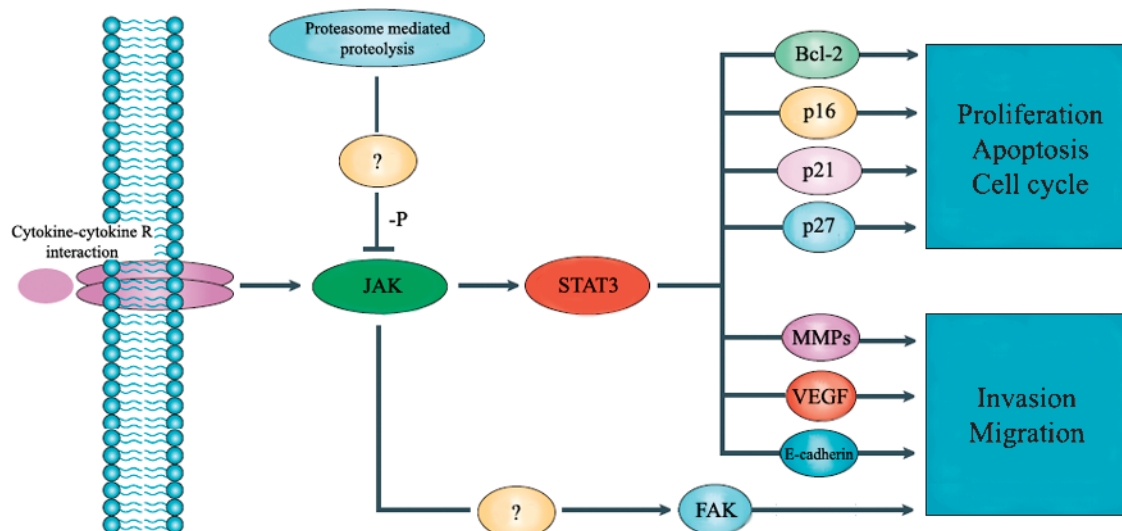 Proteasome mediated
proteolysis
?
-P
Cytokine-cytokine R
interaction
JAK
STAT3
Bcl-2
p16
p21
p27
Proliferation
Apoptosis
Cell cycle
MMPs
VEGF
E-cadherin
Invasion
Migration
?
FAK